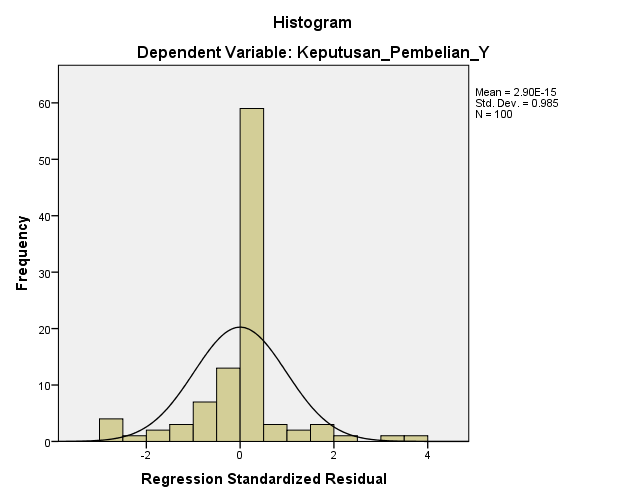 Histogram
Dependent Variable: Keputusan_Pembelian_Y
Mean = 2.90E-15
Std. Dev. = 0.985
N = 100
Frequency
60
50
40
30
20
10
0
-2
0
2
4
Regression Standardized Residual